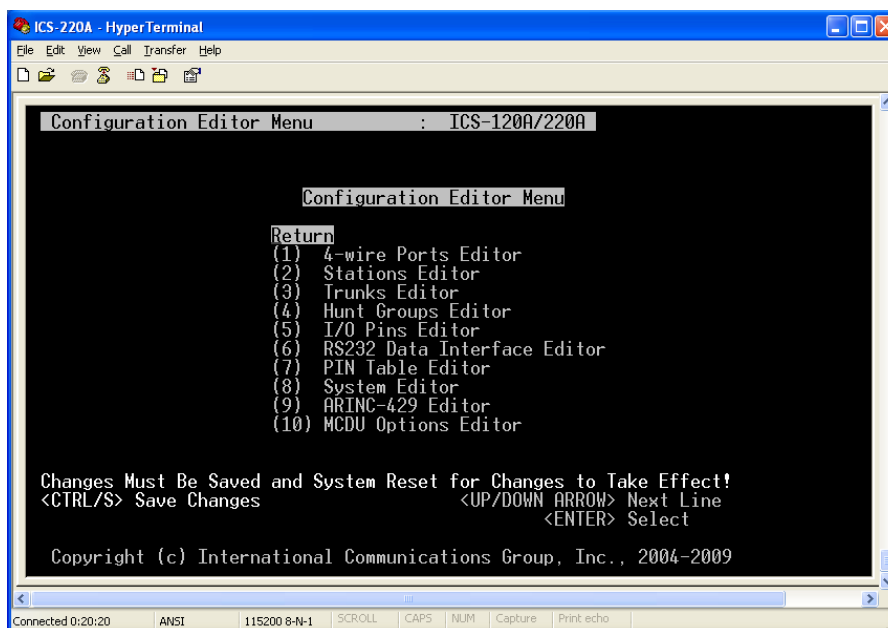 ICS-220A - HyperTerminal
File Edit View Call Transfer Help
Configuration Editor Menu : ICS-120A/220A
Configuration Editor Menu
Return
(1) 4-wire Ports Editor
(2) Stations Editor
(3) Trunks Editor
(4) Hunt Groups Editor
(5) I/O Pins Editor
(6) RS232 Data Interface Editor
(7) PIN Table Editor
(8) System Editor
(9) ARINC-429 Editor
(10) MCDU Options Editor
Changes Must Be Saved and System Reset for Changes to Take Effect!
<CTRL/S> Save Changes <UP/DOWN ARROW> Next Line
<ENTER> Select
Copyright (c) International Communications Group, Inc., 2004-2009
Connected 0:20:20 ANSI 115200 8-N-1 SCROLL CAPS NUM Capture Print echo